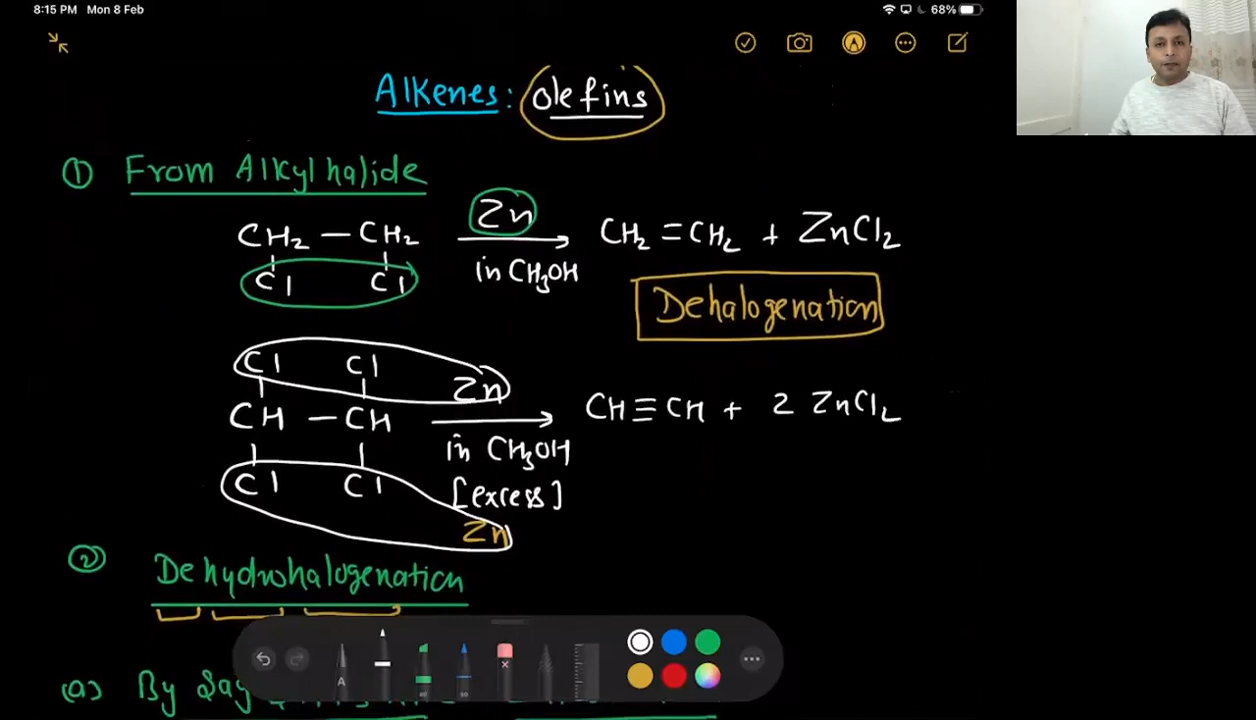 8:15 PM Mon 8 Feb
68%
Alkenes: Olefins
① From Alkylhalide
CH₂ — CH₂
Cl Cl
Zn
in CH₃OH
CH₂ = CH₂ + ZnCl₂
Dehalogenation
Cl Cl
CH — CH
Cl Cl
Zn
in CH₃OH
[excess]
Zn
CH ≡ CH + 2 ZnCl₂
② Dehydrohalogenation
(a) By